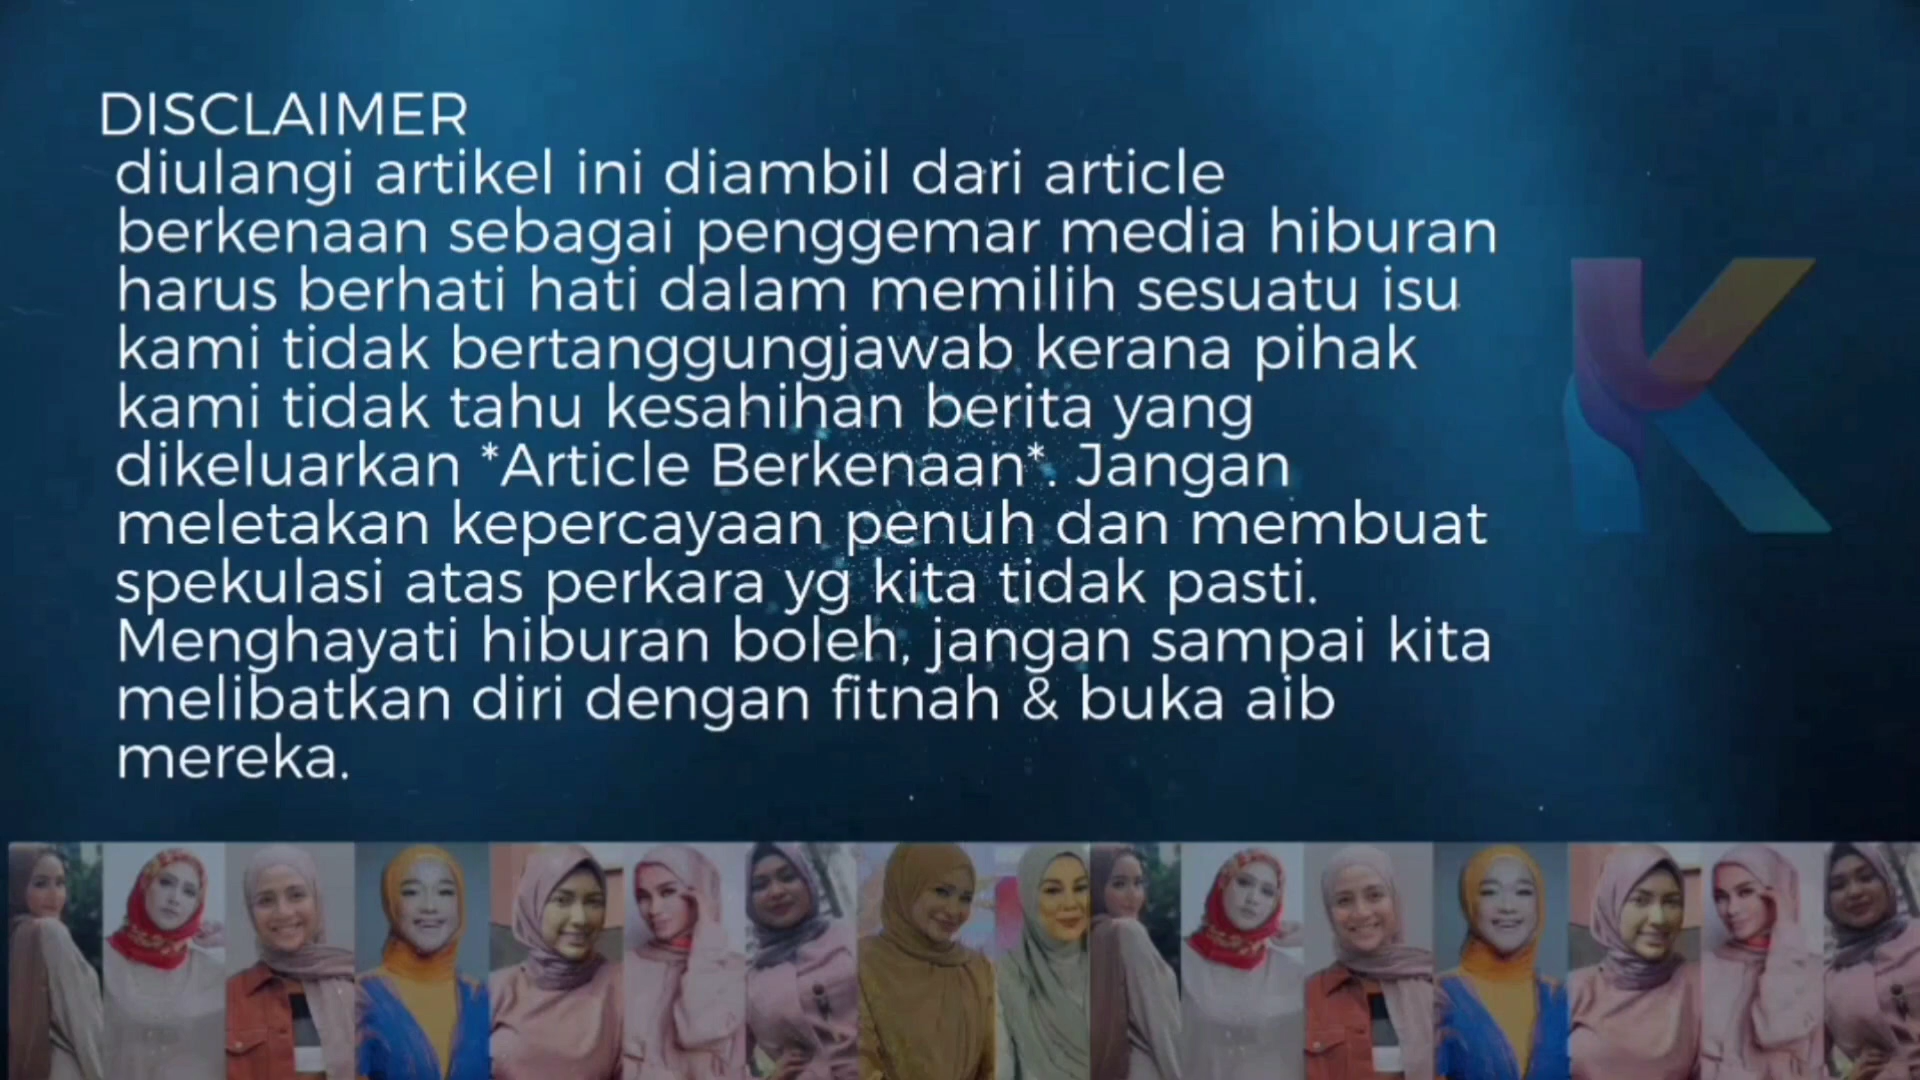 DISCLAIMER
diulangi artikel ini diambil dari article
berkenaan sebagai penggemar media hiburan
harus berhati hati dalam memilih sesuatu isu
kami tidak bertanggungjawab kerana pihak
kami tidak tahu kesahihan berita yang
dikeluarkan *Article Berkenaan*. Jangan
meletakan kepercayaan penuh dan membuat
spekulasi atas perkara yg kita tidak pasti.
Menghayati hiburan boleh, jangan sampai kita
melibatkan diri dengan fitnah & buka aib
mereka.
K